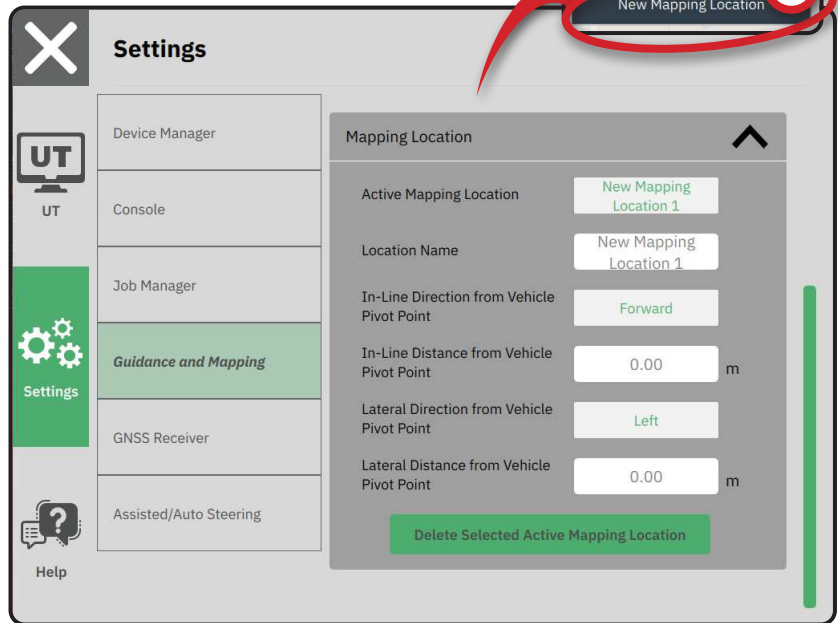 New Mapping Location
Settings
UT
UT
Settings
Help
Device Manager
Console
Job Manager
Guidance and Mapping
GNSS Receiver
Assisted/Auto Steering
Mapping Location
Active Mapping Location
New Mapping
Location 1
Location Name
New Mapping
Location 1
In-Line Direction from Vehicle
Pivot Point
Forward
In-Line Distance from Vehicle
Pivot Point
0.00 m
Lateral Direction from Vehicle
Pivot Point
Left
Lateral Distance from Vehicle
Pivot Point
0.00 m
Delete Selected Active Mapping Location